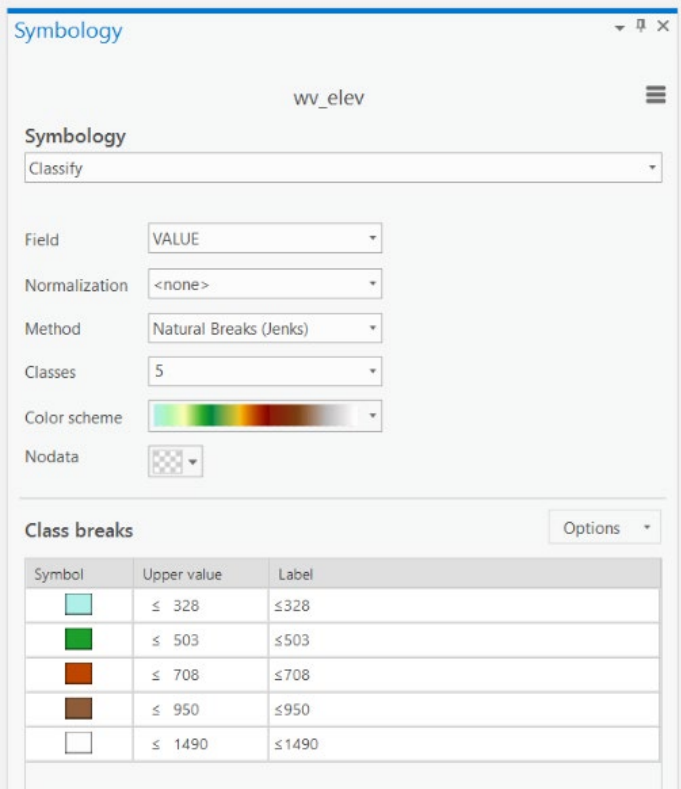 Symbology
wv_elev
Symbology
Classify
Field VALUE
Normalization <none>
Method Natural Breaks (Jenks)
Classes 5
Color scheme
Nodata
Class breaks Options
Symbol Upper value Label
≤ 328 ≤328
≤ 503 ≤503
≤ 708 ≤708
≤ 950 ≤950
≤ 1490 ≤1490